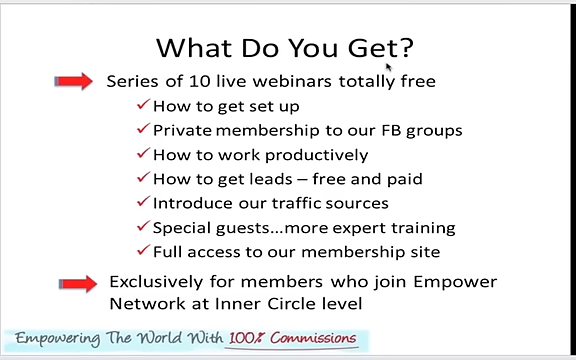 What Do You Get?
Series of 10 live webinars totally free
✓How to get set up
✓Private membership to our FB groups
✓How to work productively
✓How to get leads – free and paid
✓Introduce our traffic sources
✓Special guests...more expert training
✓Full access to our membership site
Exclusively for members who join Empower
Network at Inner Circle level
Empowering The World With 100% Commissions